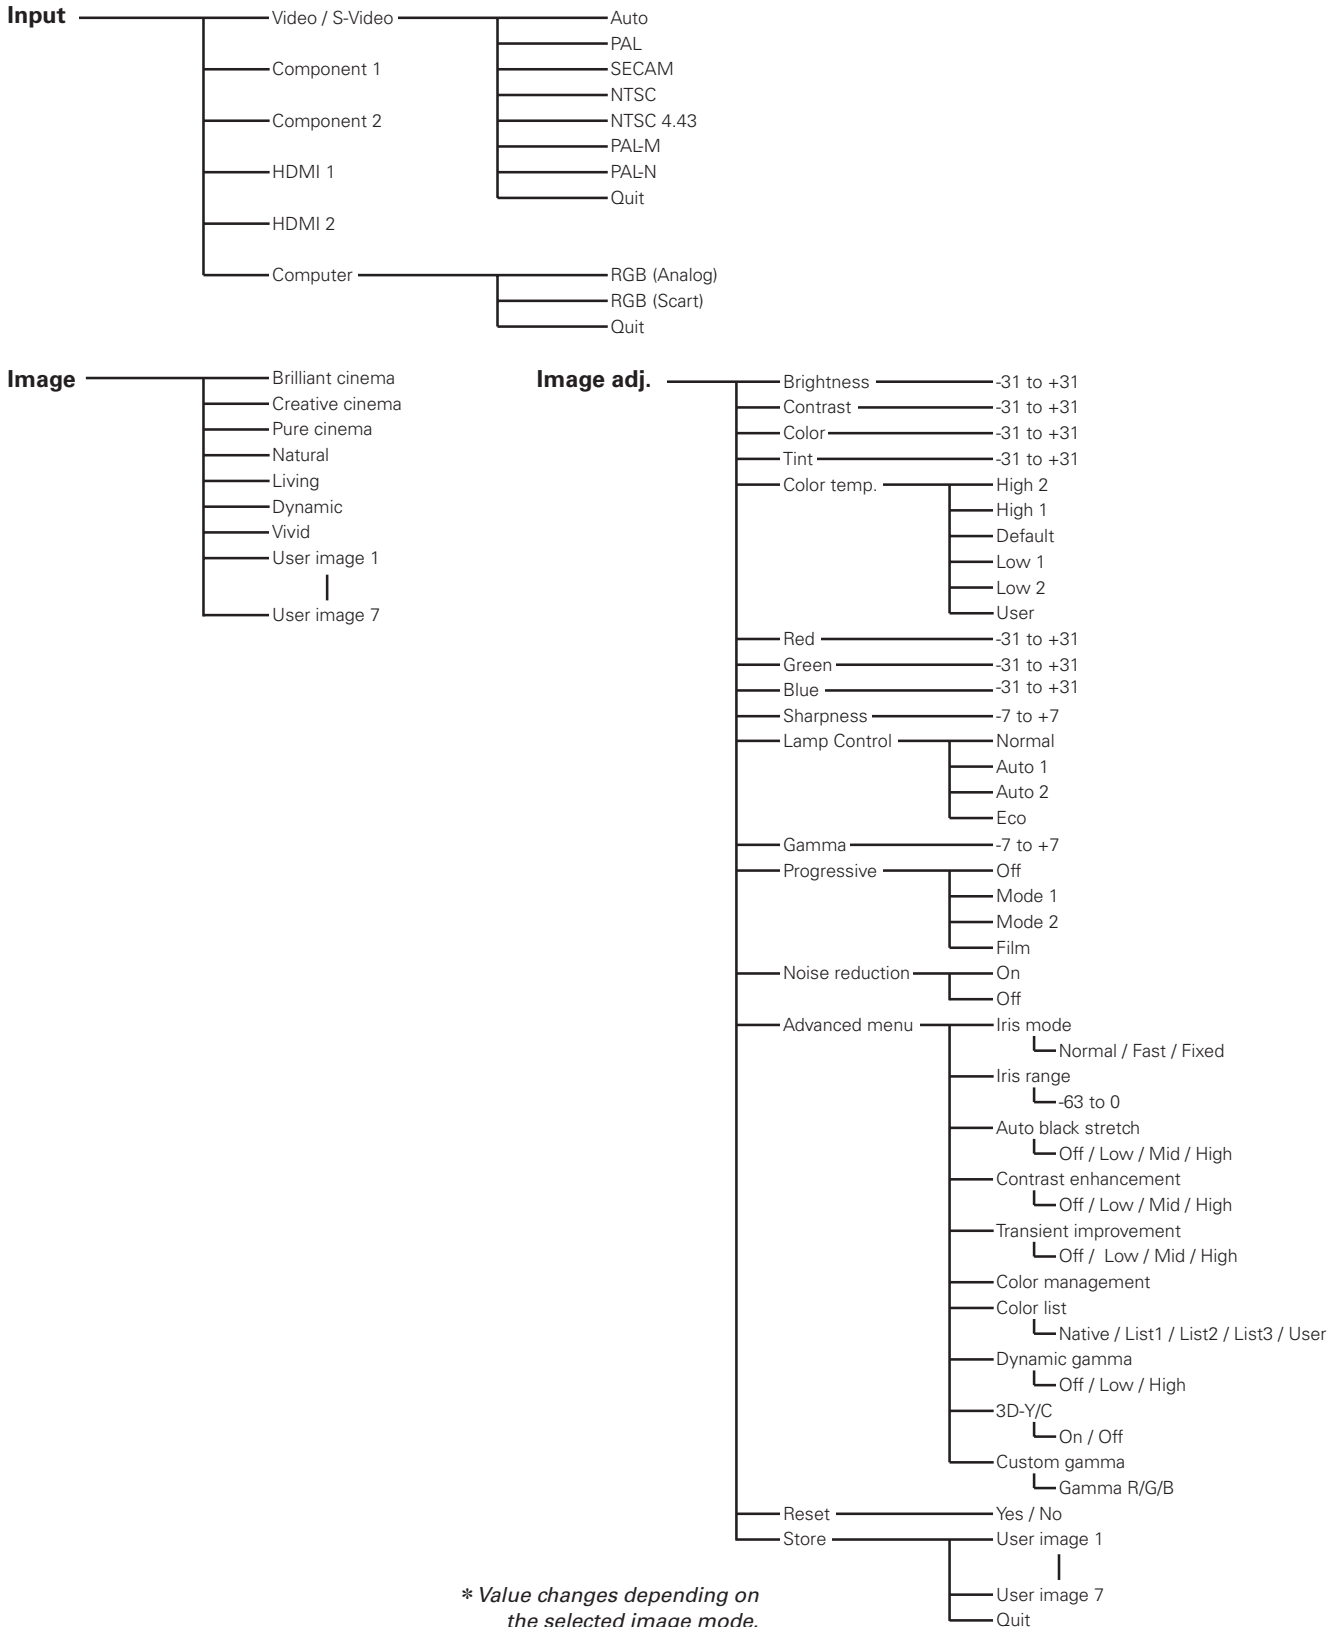 Input
Video / S-Video
Auto
PAL
Component 1
SECAM
NTSC
Component 2
NTSC 4.43
PAL-M
HDMI 1
PAL-N
Quit
HDMI 2
Computer
RGB (Analog)
RGB (Scart)
Quit
Image
Brilliant cinema
Creative cinema
Pure cinema
Natural
Living
Dynamic
Vivid
User image 1
User image 7
Image adj.
Brightness -31 to +31
Contrast -31 to +31
Color -31 to +31
Tint -31 to +31
Color temp. High 2
High 1
Default
Low 1
Low 2
User
Red -31 to +31
Green -31 to +31
Blue -31 to +31
Sharpness -7 to +7
Lamp Control Normal
Auto 1
Auto 2
Eco
Gamma -7 to +7
Progressive Off
Mode 1
Mode 2
Film
Noise reduction On
Off
Advanced menu Iris mode
Normal / Fast / Fixed
Iris range
-63 to 0
Auto black stretch
Off / Low / Mid / High
Contrast enhancement
Off / Low / Mid / High
Transient improvement
Off / Low / Mid / High
Color management
Color list
Native / List1 / List2 / List3 / User
Dynamic gamma
Off / Low / High
3D-Y/C
On / Off
Custom gamma
Gamma R/G/B
Reset Yes / No
Store User image 1
User image 7
Quit
* Value changes depending on
the selected image mode.